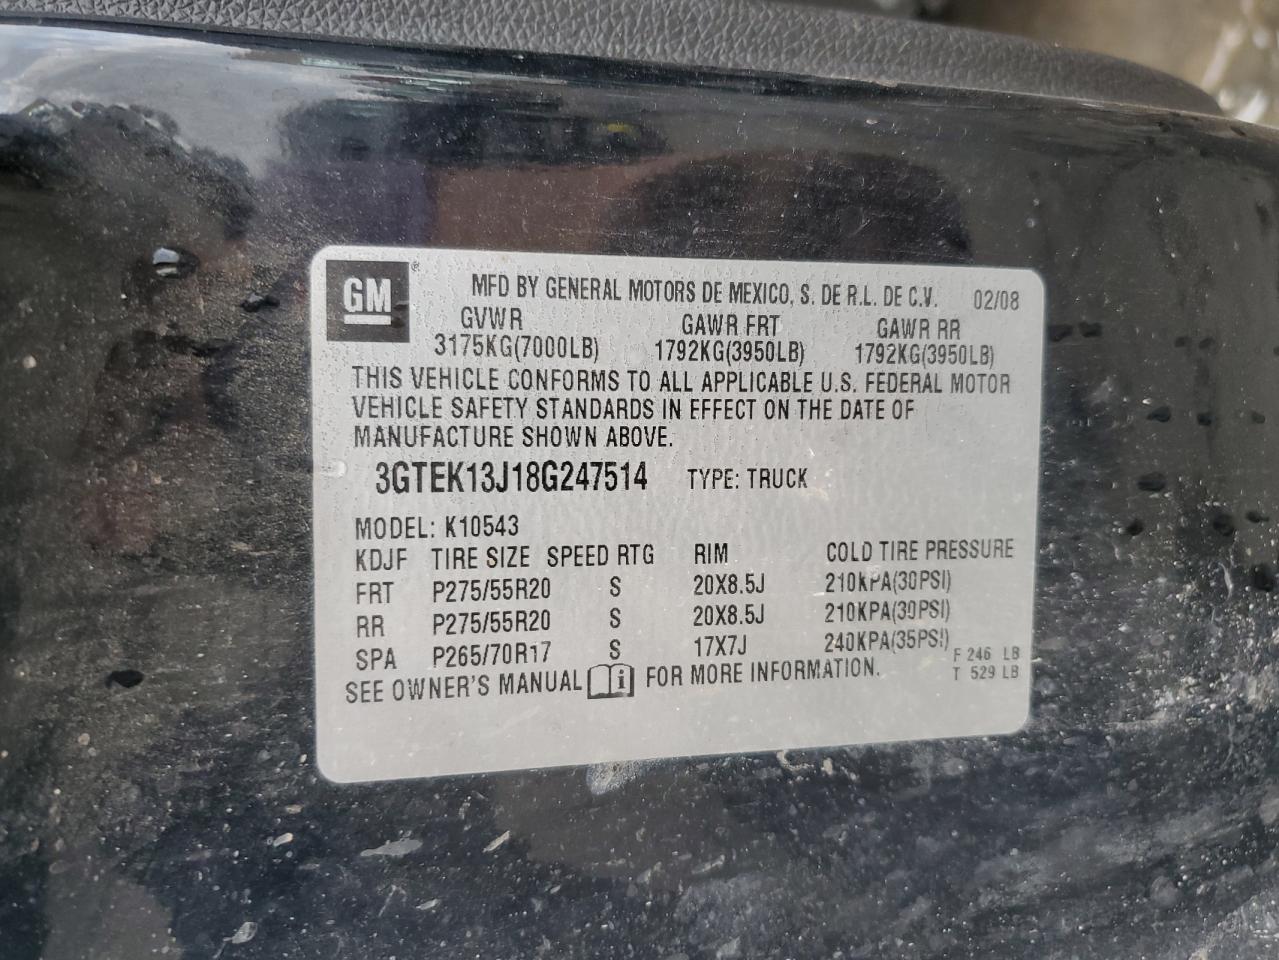 GM
MFD BY GENERAL MOTORS DE MEXICO, S. DE R.L. DE C.V. 02/08
GVWR GAWR FRT GAWR RR
3175KG(7000LB) 1792KG(3950LB) 1792KG(3950LB)
THIS VEHICLE CONFORMS TO ALL APPLICABLE U.S. FEDERAL MOTOR
VEHICLE SAFETY STANDARDS IN EFFECT ON THE DATE OF
MANUFACTURE SHOWN ABOVE.
3GTEK13J18G247514 TYPE: TRUCK
MODEL: K10543
KDJF TIRE SIZE SPEED RTG RIM COLD TIRE PRESSURE
FRT P275/55R20 S 20X8.5J 210KPA(30PSI)
RR P275/55R20 S 20X8.5J 210KPA(30PSI)
SPA P265/70R17 S 17X7J 240KPA(35PSI)
F 246 LB
T 529 LB
SEE OWNER'S MANUAL i FOR MORE INFORMATION.